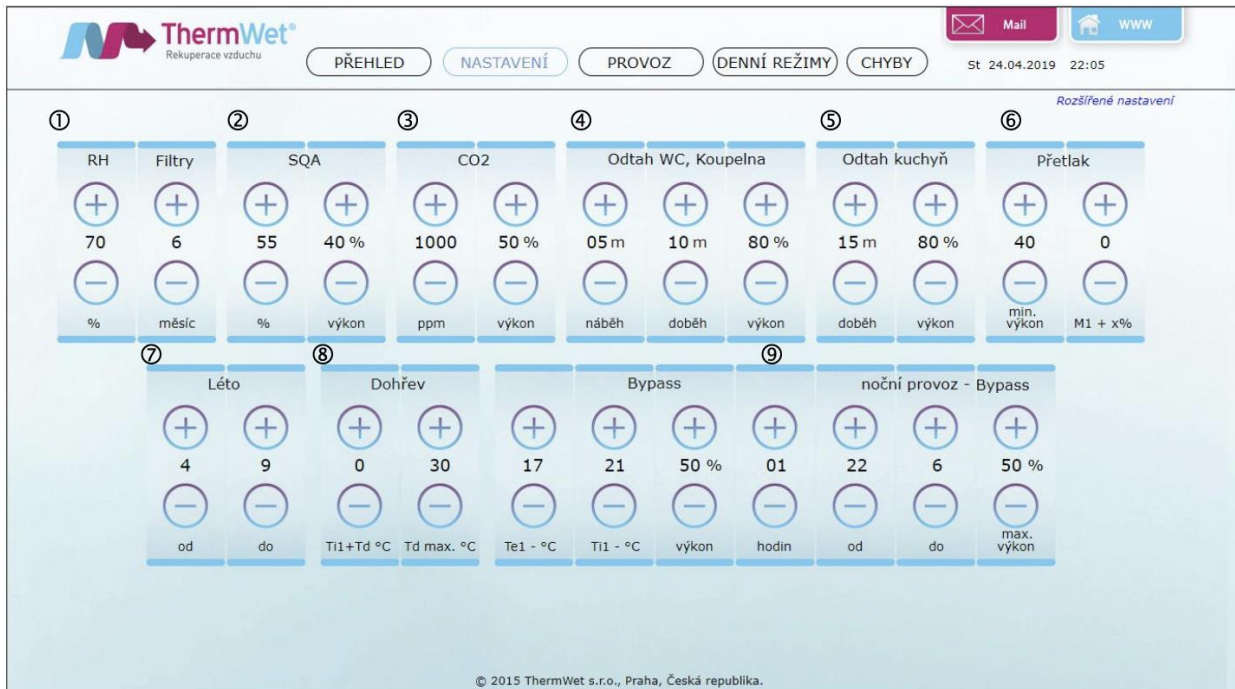 ThermWet®
Rekuperace vzduchu
Mail
WWW
PŘEHLED NASTAVENÍ PROVOZ DENNÍ REŽIMY CHYBY
St 24.04.2019 22:05
Rozšířené nastavení
① ② ③ ④ ⑤ ⑥
RH Filtry SQA CO2 Odtah WC, Koupelna Odtah kuchyň Přetlak
+ + + + + + + + + + + + +
70 6 55 40 % 1000 50 % 05 m 10 m 80 % 15 m 80 % 40 0
− − − − − − − − − − − − −
% měsíc % výkon ppm výkon náběh doběh výkon doběh výkon min. výkon M1 + x%
⑦ ⑧ ⑨
Léto Dohřev Bypass noční provoz - Bypass
+ + + + + + + + + + +
4 9 0 30 17 21 50 % 01 22 6 50 %
− − − − − − − − − − −
od do Ti1+Td °C Td max. °C Te1 - °C Ti1 - °C výkon hodin od do max. výkon
© 2015 ThermWet s.r.o., Praha, Česká republika.